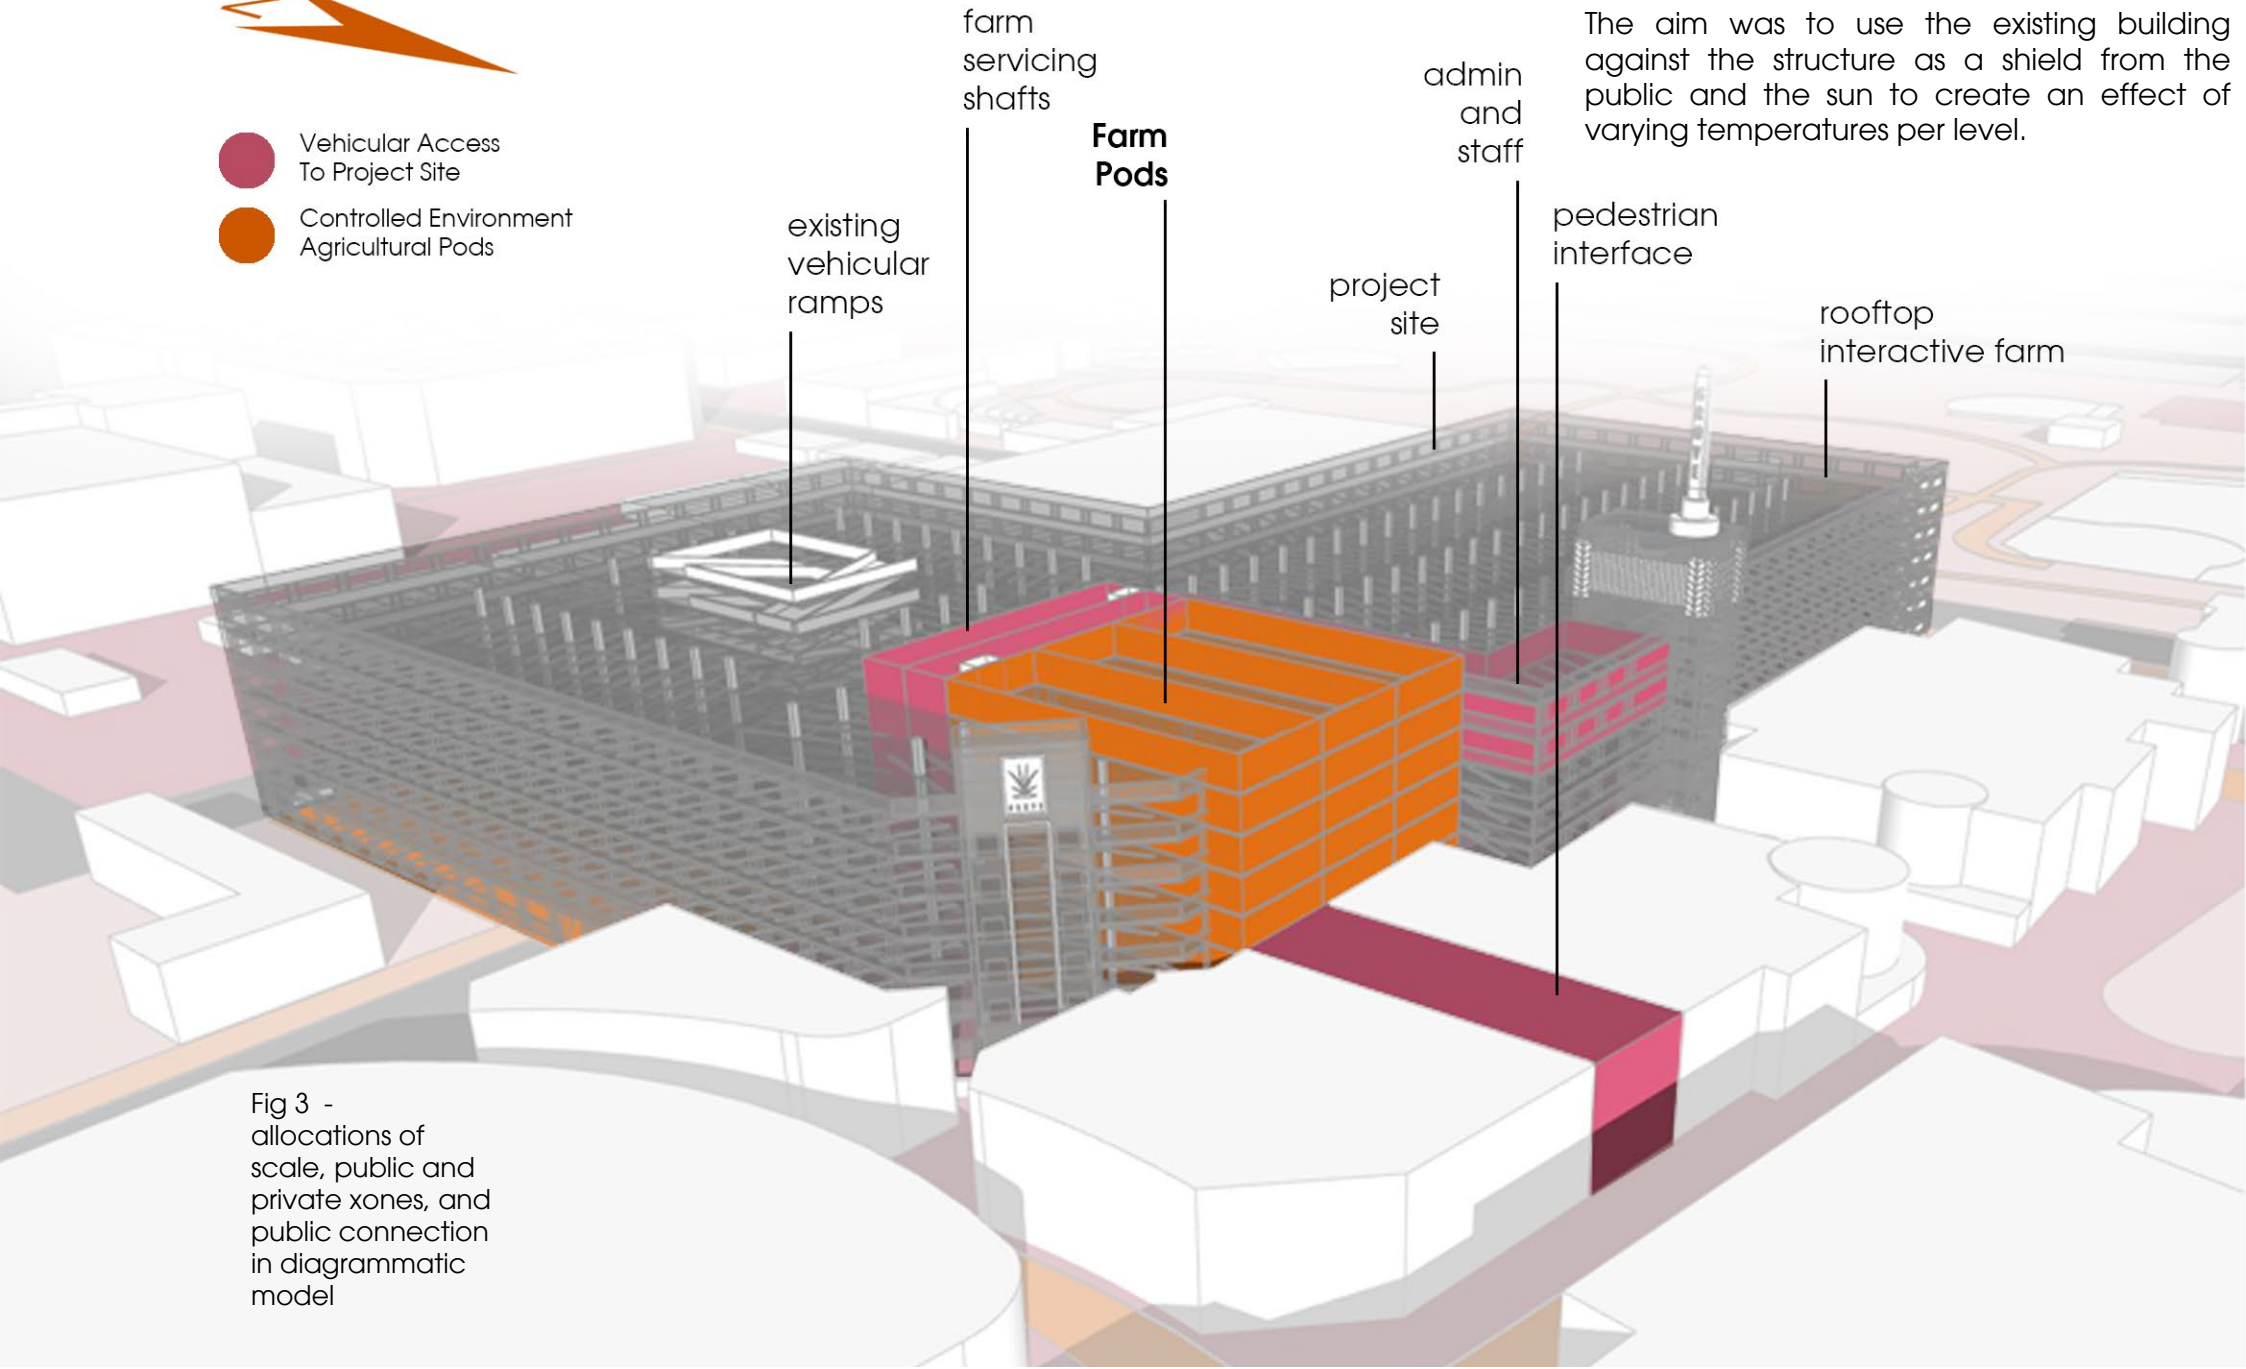 farm
servicing
shafts
Farm
Pods
admin
and
staff
The aim was to use the existing building
against the structure as a shield from the
public and the sun to create an effect of
varying temperatures per level.
Vehicular Access
To Project Site
Controlled Environment
Agricultural Pods
existing
vehicular
ramps
project
site
pedestrian
interface
rooftop
interactive farm
Fig 3 -
allocations of
scale, public and
private xones, and
public connection
in diagrammatic
model